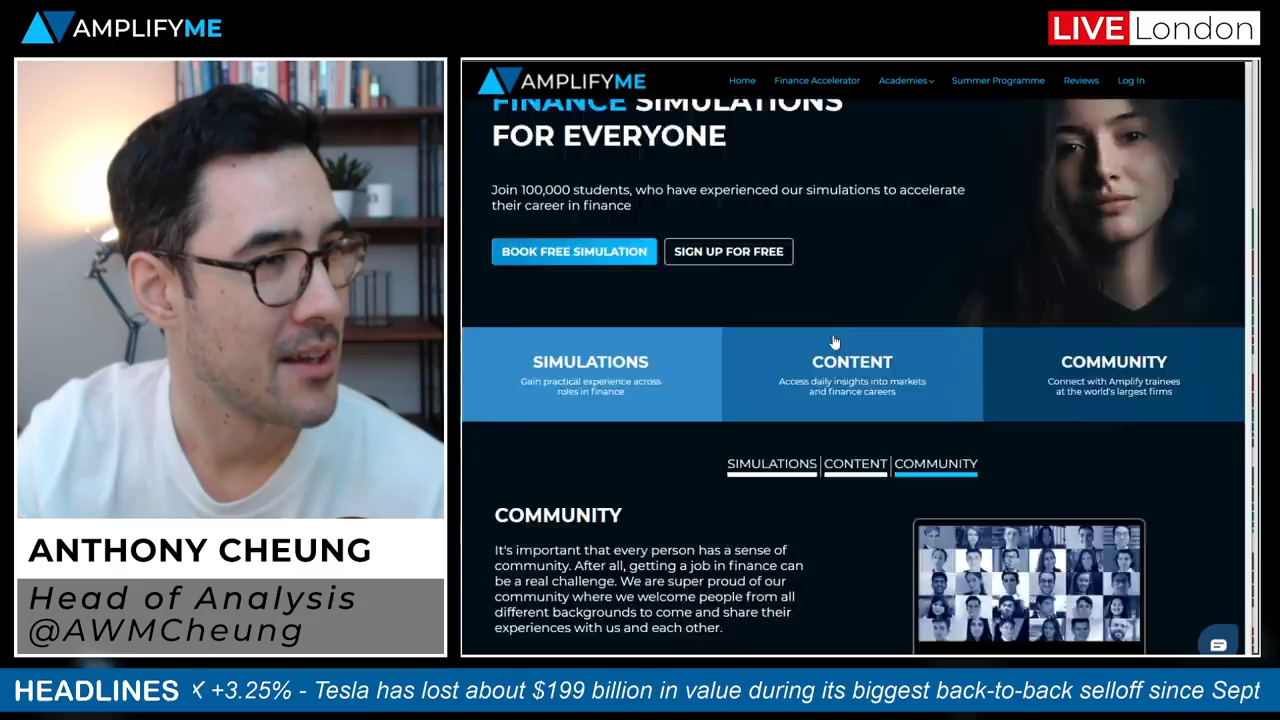 AMPLIFYME
LIVE London
AMPLIFYME
Home Finance Accelerator Academies Summer Programme Reviews Log In
FINANCE SIMULATIONS
FOR EVERYONE
Join 100,000 students, who have experienced our simulations to accelerate
their career in finance
BOOK FREE SIMULATION SIGN UP FOR FREE
SIMULATIONS
Gain practical experience across
roles in finance
CONTENT
Access daily insights into markets
and finance careers
COMMUNITY
Connect with Amplify trainees
at the world's largest firms
SIMULATIONS CONTENT COMMUNITY
COMMUNITY
It's important that every person has a sense of
community. After all, getting a job in finance can
be a real challenge. We are super proud of our
community where we welcome people from all
different backgrounds to come and share their
experiences with us and each other.
ANTHONY CHEUNG
Head of Analysis
@AWMCheung
HEADLINES +3.25% - Tesla has lost about $199 billion in value during its biggest back-to-back selloff since Sept